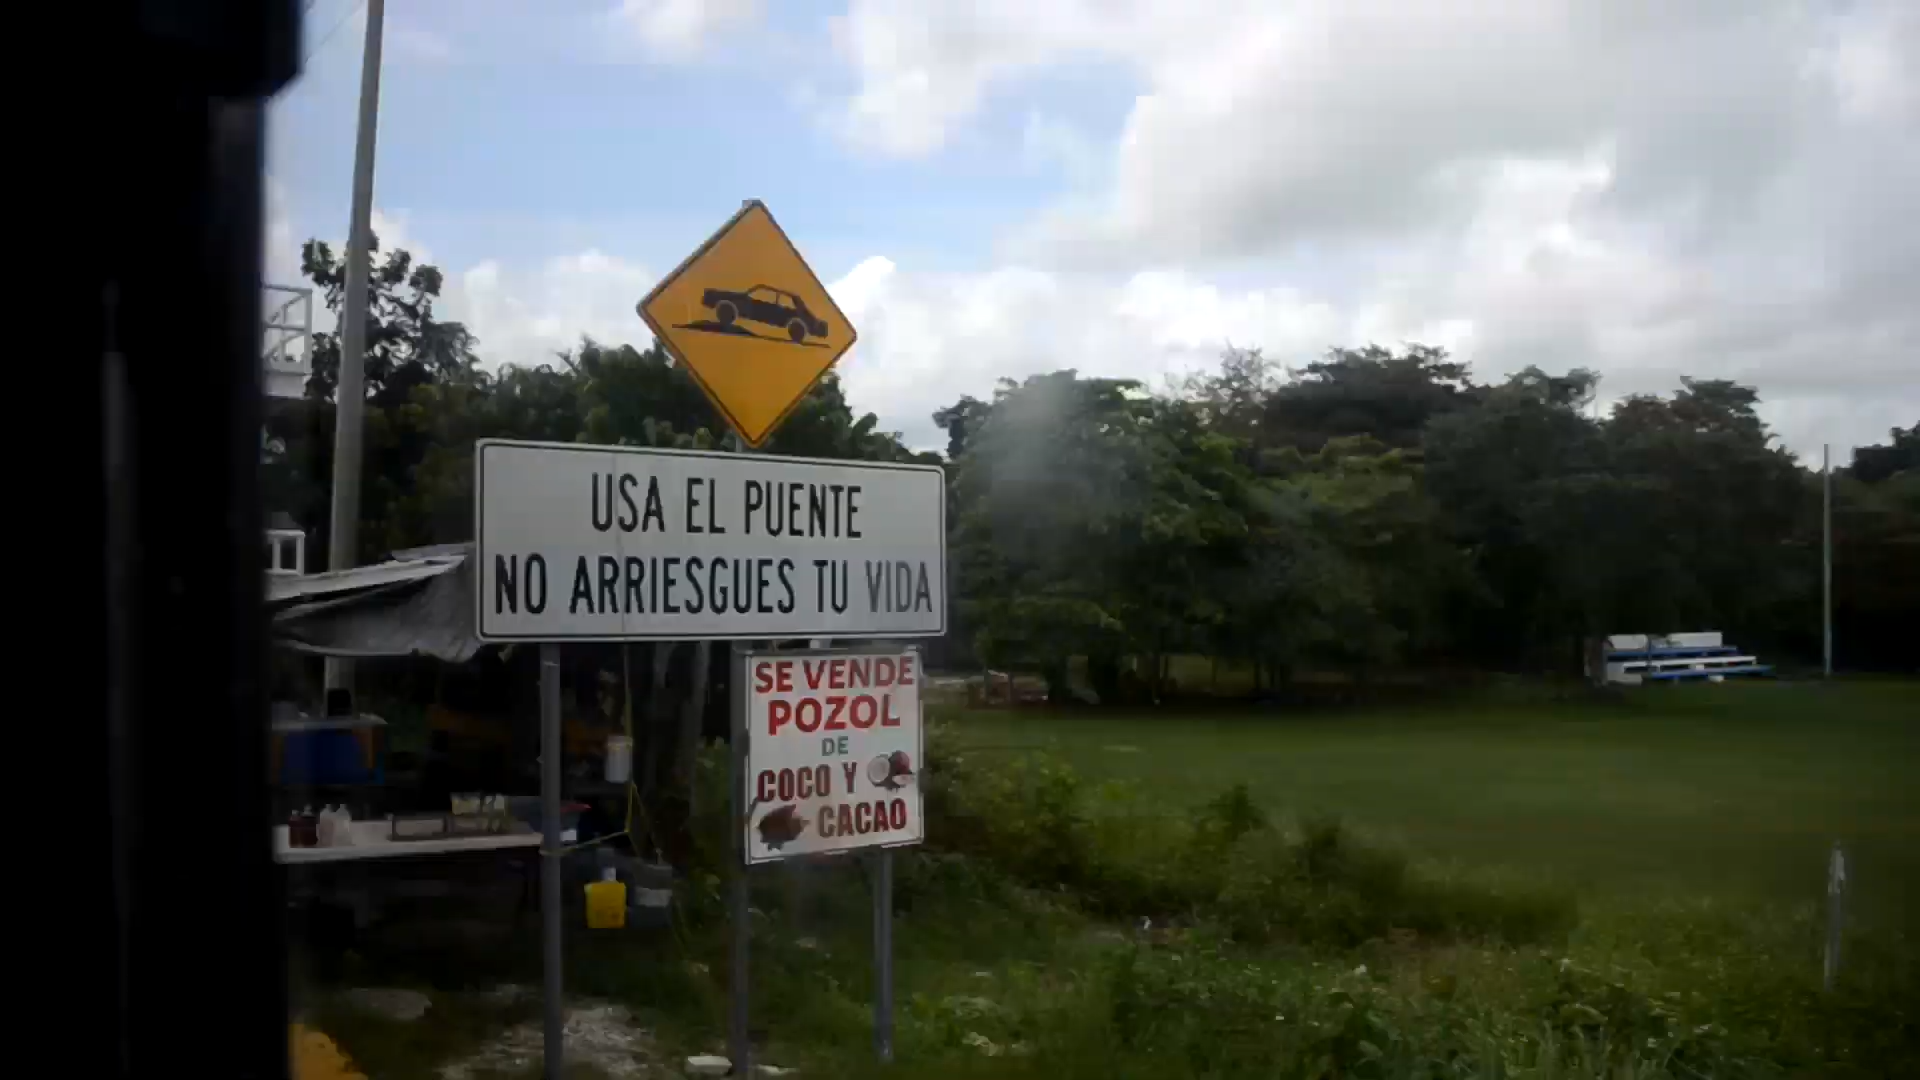 USA EL PUENTE
NO ARRIESGUES TU VIDA
SE VENDE
POZOL
DE
COCO Y
CACAO